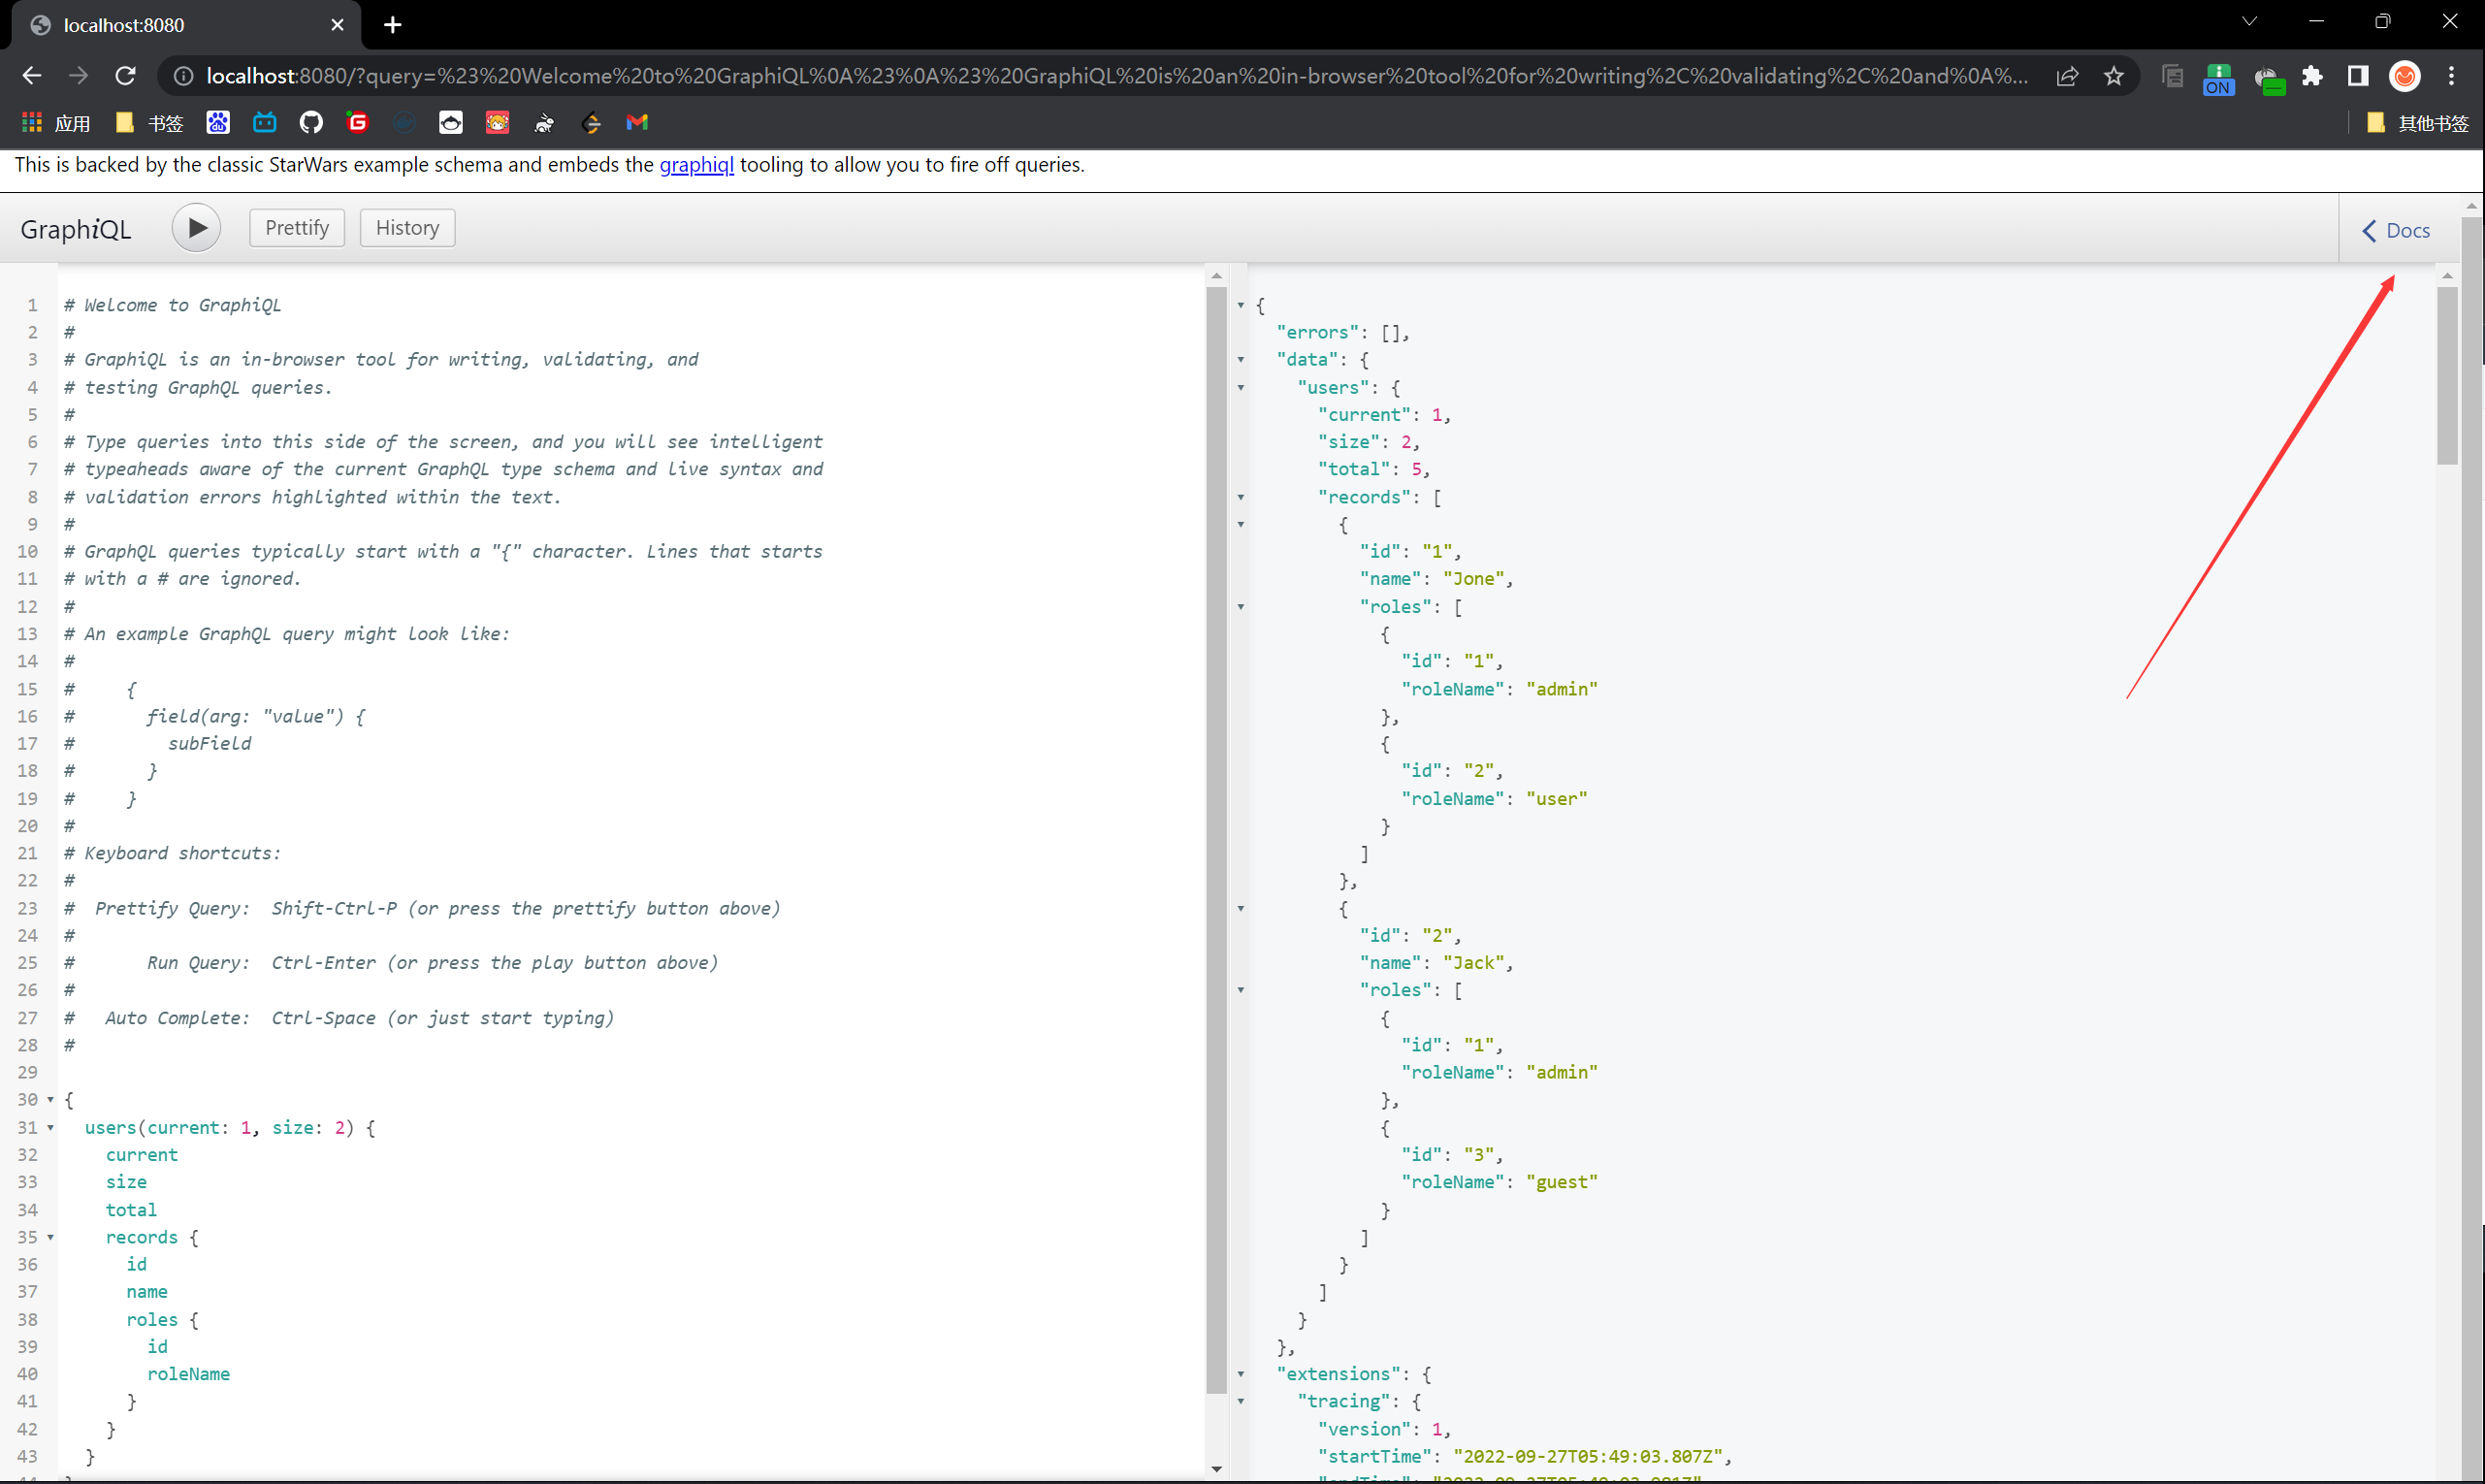 localhost:8080
localhost:8080/?query=%23%20Welcome%20to%20GraphiQL%0A%23%0A%23%20GraphiQL%20is%20an%20in-browser%20tool%20for%20writing%2C%20validating%2C%20and%0A%...
ON
应用 书签 du G 其他书签
This is backed by the classic StarWars example schema and embeds the graphiql tooling to allow you to fire off queries.
GraphiQL Prettify History Docs
1 # Welcome to GraphiQL
2 #
3 # GraphiQL is an in-browser tool for writing, validating, and
4 # testing GraphQL queries.
5 #
6 # Type queries into this side of the screen, and you will see intelligent
7 # typeaheads aware of the current GraphQL type schema and live syntax and
8 # validation errors highlighted within the text.
9 #
10 # GraphQL queries typically start with a "{" character. Lines that starts
11 # with a # are ignored.
12 #
13 # An example GraphQL query might look like:
14 #
15 #     {
16 #       field(arg: "value") {
17 #         subField
18 #       }
19 #     }
20 #
21 # Keyboard shortcuts:
22 #
23 #  Prettify Query:  Shift-Ctrl-P (or press the prettify button above)
24 #
25 #       Run Query:  Ctrl-Enter (or press the play button above)
26 #
27 #   Auto Complete:  Ctrl-Space (or just start typing)
28 #
29
30 {
31   users(current: 1, size: 2) {
32     current
33     size
34     total
35     records {
36       id
37       name
38       roles {
39         id
40         roleName
41       }
42     }
43   }
{
  "errors": [],
  "data": {
    "users": {
      "current": 1,
      "size": 2,
      "total": 5,
      "records": [
        {
          "id": "1",
          "name": "Jone",
          "roles": [
            {
              "id": "1",
              "roleName": "admin"
            },
            {
              "id": "2",
              "roleName": "user"
            }
          ]
        },
        {
          "id": "2",
          "name": "Jack",
          "roles": [
            {
              "id": "1",
              "roleName": "admin"
            },
            {
              "id": "3",
              "roleName": "guest"
            }
          ]
        }
      ]
    }
  },
  "extensions": {
    "tracing": {
      "version": 1,
      "startTime": "2022-09-27T05:49:03.807Z",